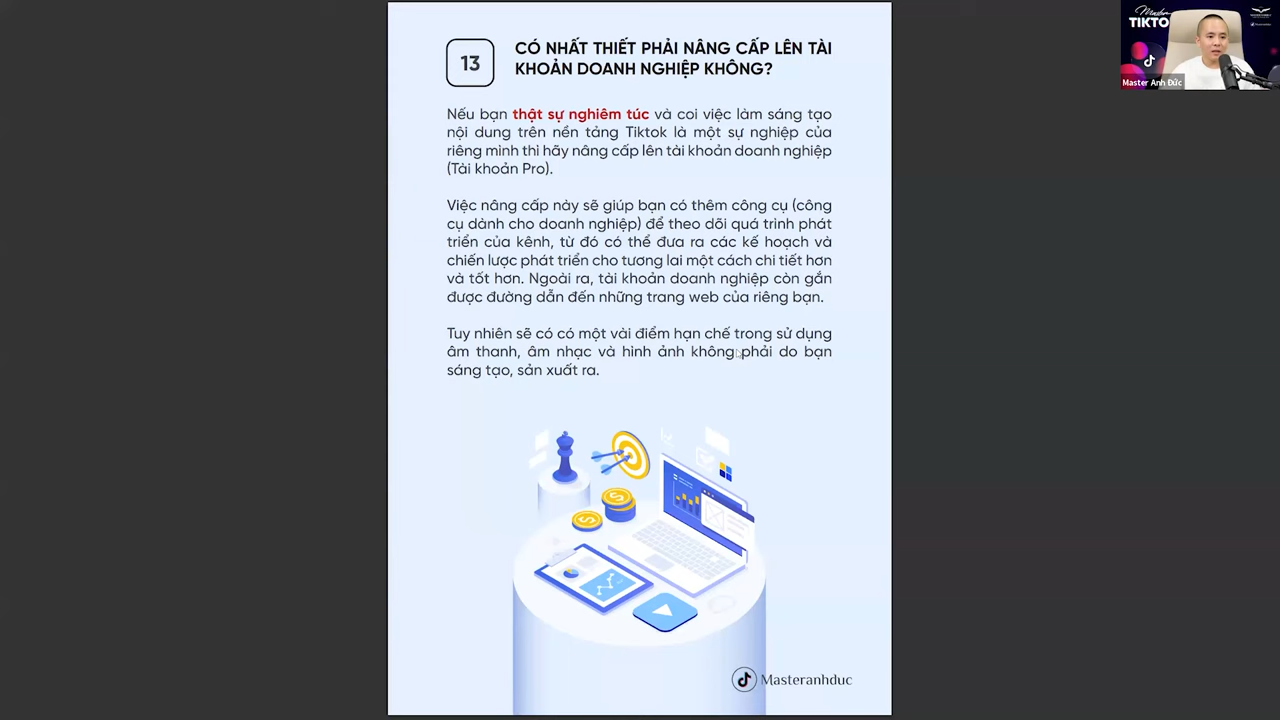 13
CÓ NHẤT THIẾT PHẢI NÂNG CẤP LÊN TÀI
KHOẢN DOANH NGHIỆP KHÔNG?
Nếu bạn thật sự nghiêm túc và coi việc làm sáng tạo
nội dung trên nền tảng Tiktok là một sự nghiệp của
riêng mình thì hãy nâng cấp lên tài khoản doanh nghiệp
(Tài khoản Pro).
Việc nâng cấp này sẽ giúp bạn có thêm công cụ (công
cụ dành cho doanh nghiệp) để theo dõi quá trình phát
triển của kênh, từ đó có thể đưa ra các kế hoạch và
chiến lược phát triển cho tương lai một cách chi tiết hơn
và tốt hơn. Ngoài ra, tài khoản doanh nghiệp còn gắn
được đường dẫn đến những trang web của riêng bạn.
Tuy nhiên sẽ có có một vài điểm hạn chế trong sử dụng
âm thanh, âm nhạc và hình ảnh không phải do bạn
sáng tạo, sản xuất ra.
Masteranhduc
Master
TIKTO
Master Anh Đức